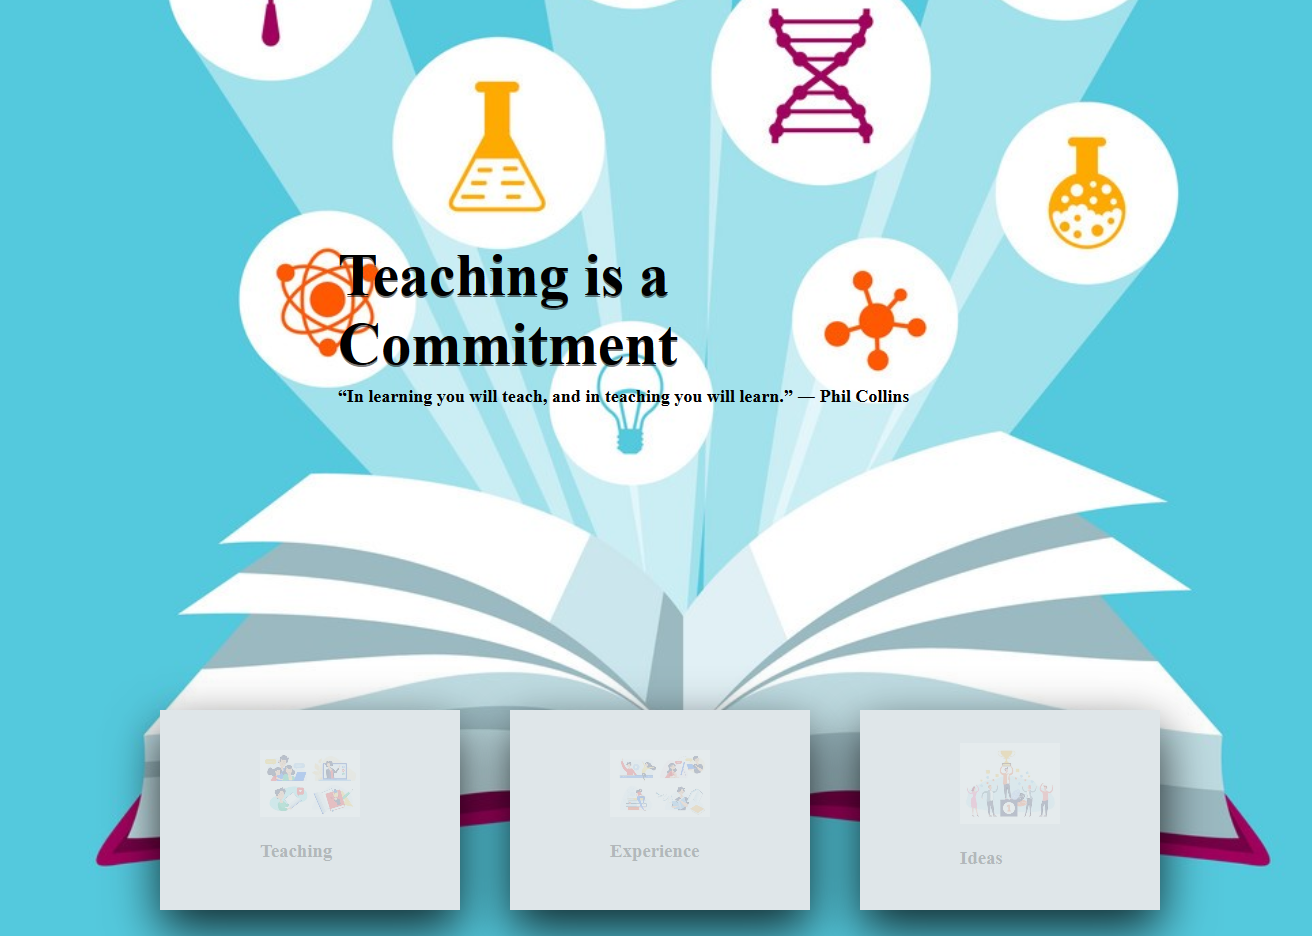 Teaching is a
Commitment
“In learning you will teach, and in teaching you will learn.” — Phil Collins
Teaching
Experience
Ideas